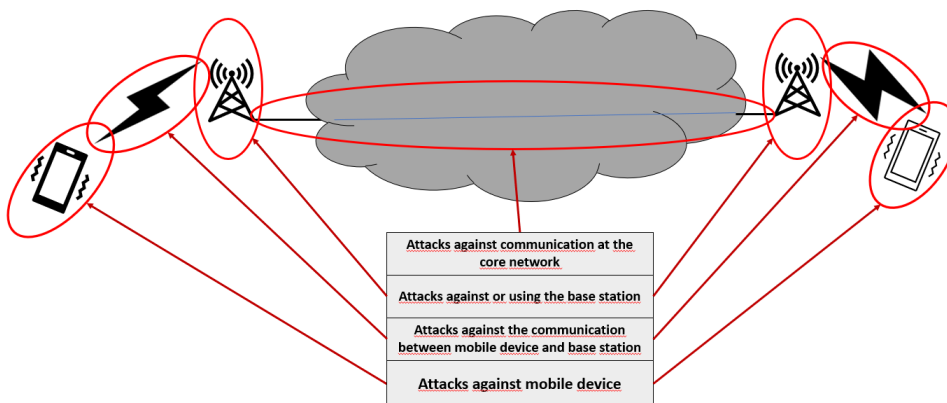 Attacks against communication at the
core network
Attacks against or using the base station
Attacks against the communication
between mobile device and base station
Attacks against mobile device